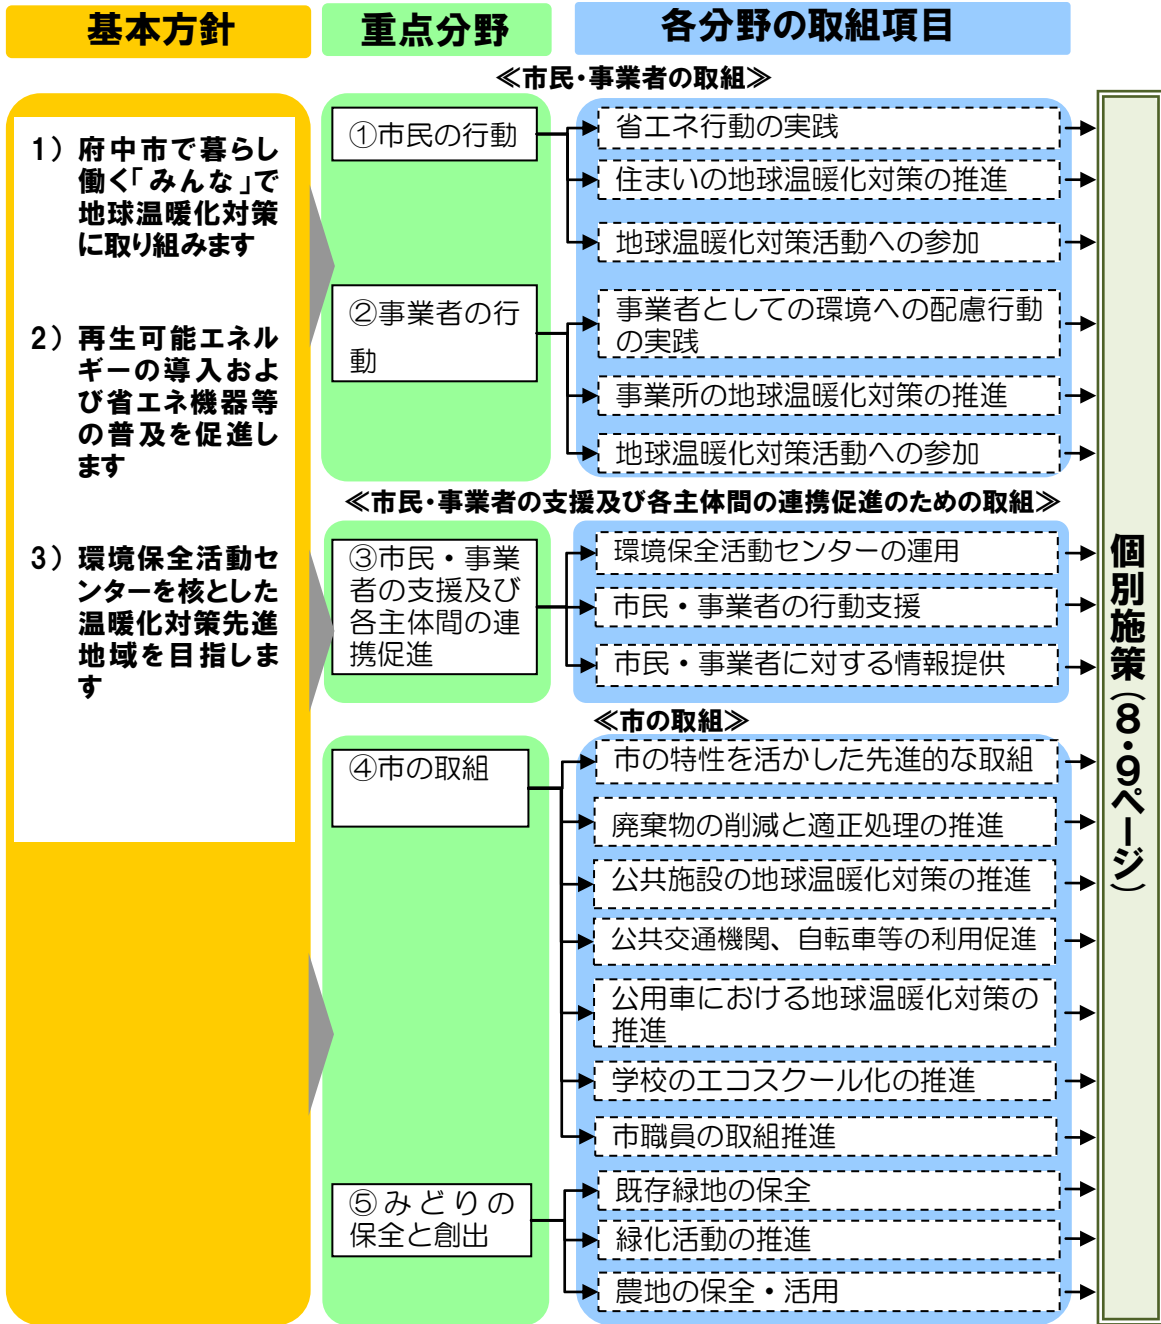 基本方針
重点分野
各分野の取組項目
≪市民・事業者の取組≫
1）府中市で暮らし
働く「みんな」で
地球温暖化対策
に取り組みます
2）再生可能エネル
ギーの導入およ
び省エネ機器等
の普及を促進し
ます
3）環境保全活動セ
ンターを核とした
温暖化対策先進
地域を目指しま
す
①市民の行動
省エネ行動の実践
住まいの地球温暖化対策の推進
地球温暖化対策活動への参加
②事業者の行
動
事業者としての環境への配慮行動
の実践
事業所の地球温暖化対策の推進
地球温暖化対策活動への参加
≪市民・事業者の支援及び各主体間の連携促進のための取組≫
③市民・事業
者の支援及び
各主体間の連
携促進
環境保全活動センターの運用
市民・事業者の行動支援
市民・事業者に対する情報提供
≪市の取組≫
④市の取組
市の特性を活かした先進的な取組
廃棄物の削減と適正処理の推進
公共施設の地球温暖化対策の推進
公共交通機関、自転車等の利用促進
公用車における地球温暖化対策の
推進
学校のエコスクール化の推進
市職員の取組推進
⑤みどりの
保全と創出
既存緑地の保全
緑化活動の推進
農地の保全・活用
個別施策（８・９ページ）